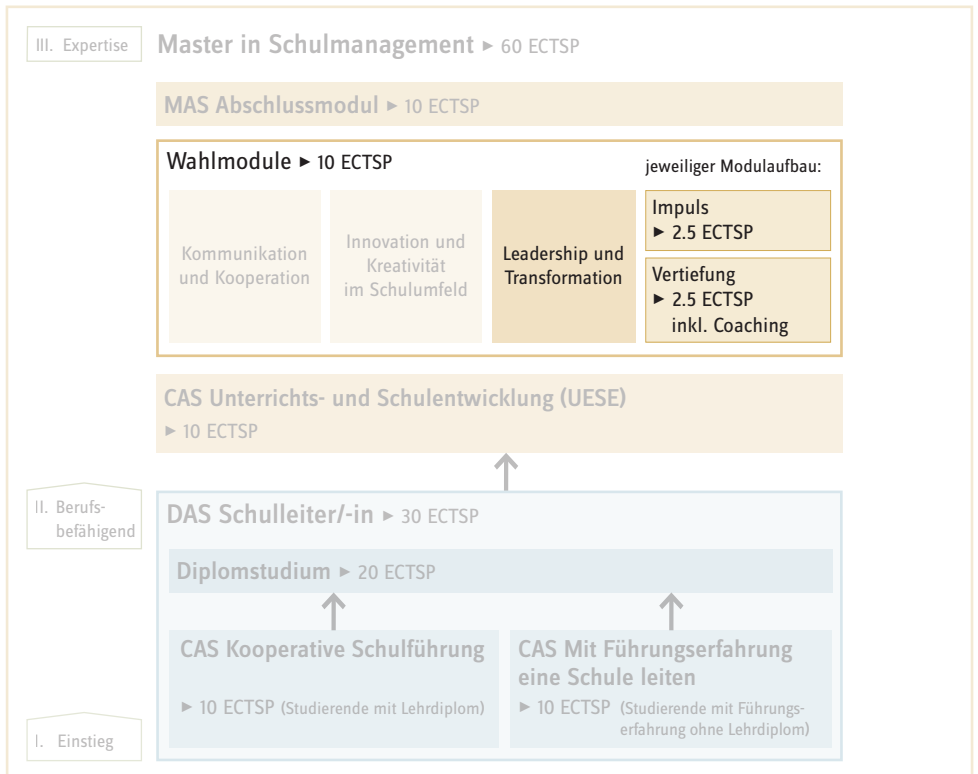 III. Expertise
Master in Schulmanagement ► 60 ECTSP
MAS Abschlussmodul ► 10 ECTSP
Wahlmodule ► 10 ECTSP
jeweiliger Modulaufbau:
Kommunikation
und Kooperation
Innovation und
Kreativität
im Schulumfeld
Leadership und
Transformation
Impuls
► 2.5 ECTSP
Vertiefung
► 2.5 ECTSP
inkl. Coaching
CAS Unterrichts- und Schulentwicklung (UESE)
► 10 ECTSP
II. Berufs-
befähigend
DAS Schulleiter/-in ► 30 ECTSP
Diplomstudium ► 20 ECTSP
CAS Kooperative Schulführung
► 10 ECTSP (Studierende mit Lehrdiplom)
CAS Mit Führungserfahrung
eine Schule leiten
► 10 ECTSP (Studierende mit Führungs-
erfahrung ohne Lehrdiplom)
I. Einstieg